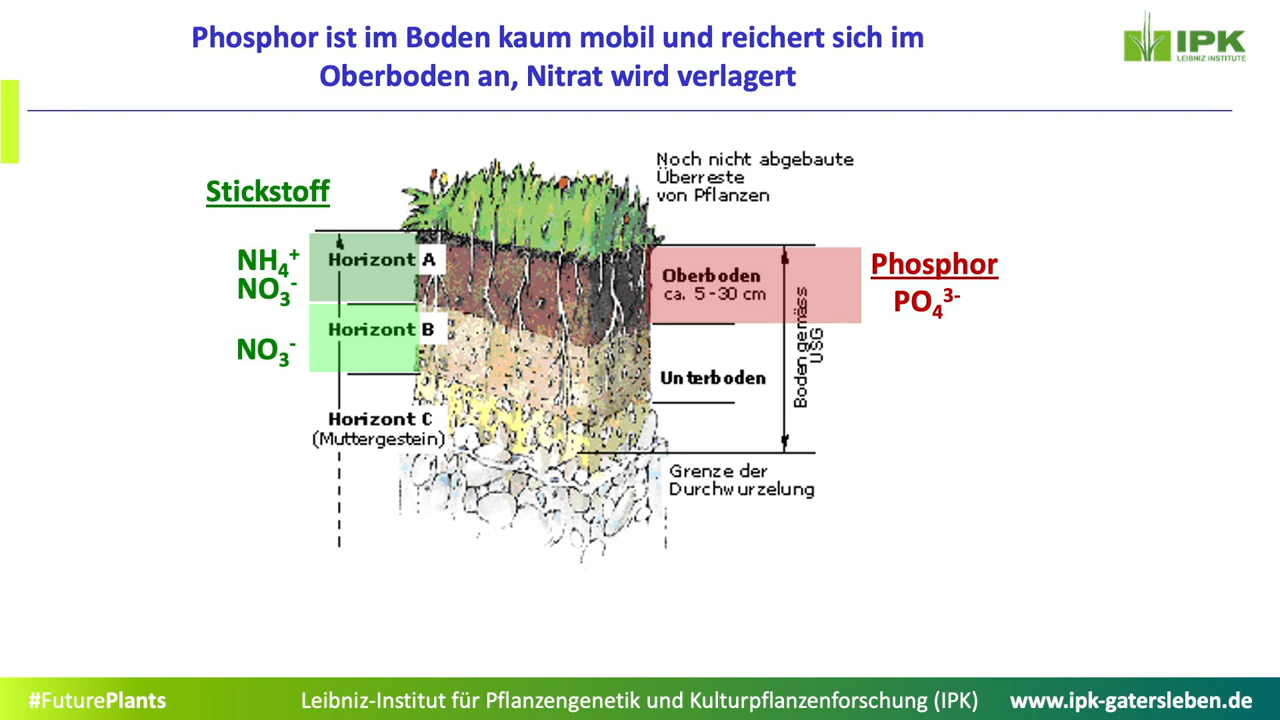 Phosphor ist im Boden kaum mobil und reichert sich im
Oberboden an, Nitrat wird verlagert
IPK
LEIBNIZ INSTITUTE
Noch nicht abgebaute
Überreste
von Pflanzen
Stickstoff
NH₄⁺
NO₃⁻
Horizont A
Oberboden
ca. 5-30 cm
Phosphor
PO₄³⁻
Horizont B
NO₃⁻
Unterboden
Boden gemäss
USG
Horizont C
(Muttergestein)
Grenze der
Durchwurzelung
#FuturePlants
Leibniz-Institut für Pflanzengenetik und Kulturpflanzenforschung (IPK)
www.ipk-gatersleben.de